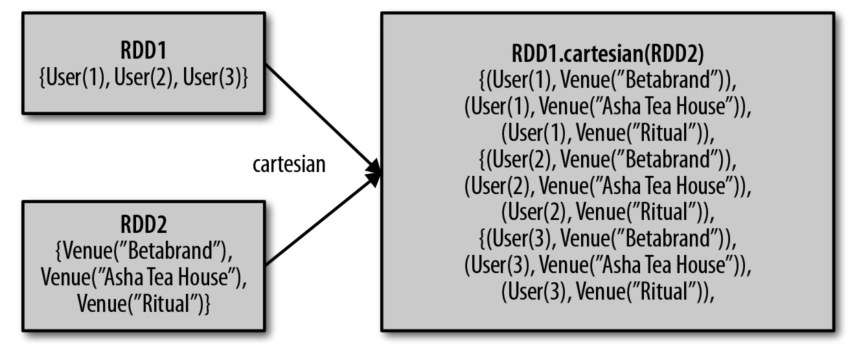 RDD1
{User(1), User(2), User(3)}
cartesian
RDD2
{Venue(”Betabrand”),
Venue(”Asha Tea House”),
Venue(”Ritual”)}
RDD1.cartesian(RDD2)
{(User(1), Venue(”Betabrand”)),
(User(1), Venue(”Asha Tea House”)),
(User(1), Venue(”Ritual”)),
{(User(2), Venue(”Betabrand”)),
(User(2), Venue(”Asha Tea House”)),
(User(2), Venue(”Ritual”)),
{(User(3), Venue(”Betabrand”)),
(User(3), Venue(”Asha Tea House”)),
(User(3), Venue(”Ritual”)),